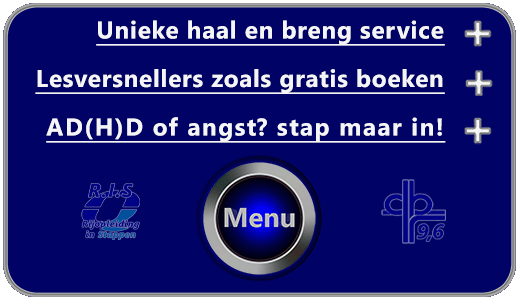 Unieke haal en breng service
Lesversnellers zoals gratis boeken
AD(H)D of angst? stap maar in!
R.I.S
Rijopleiding
in Stappen
Menu
9,6